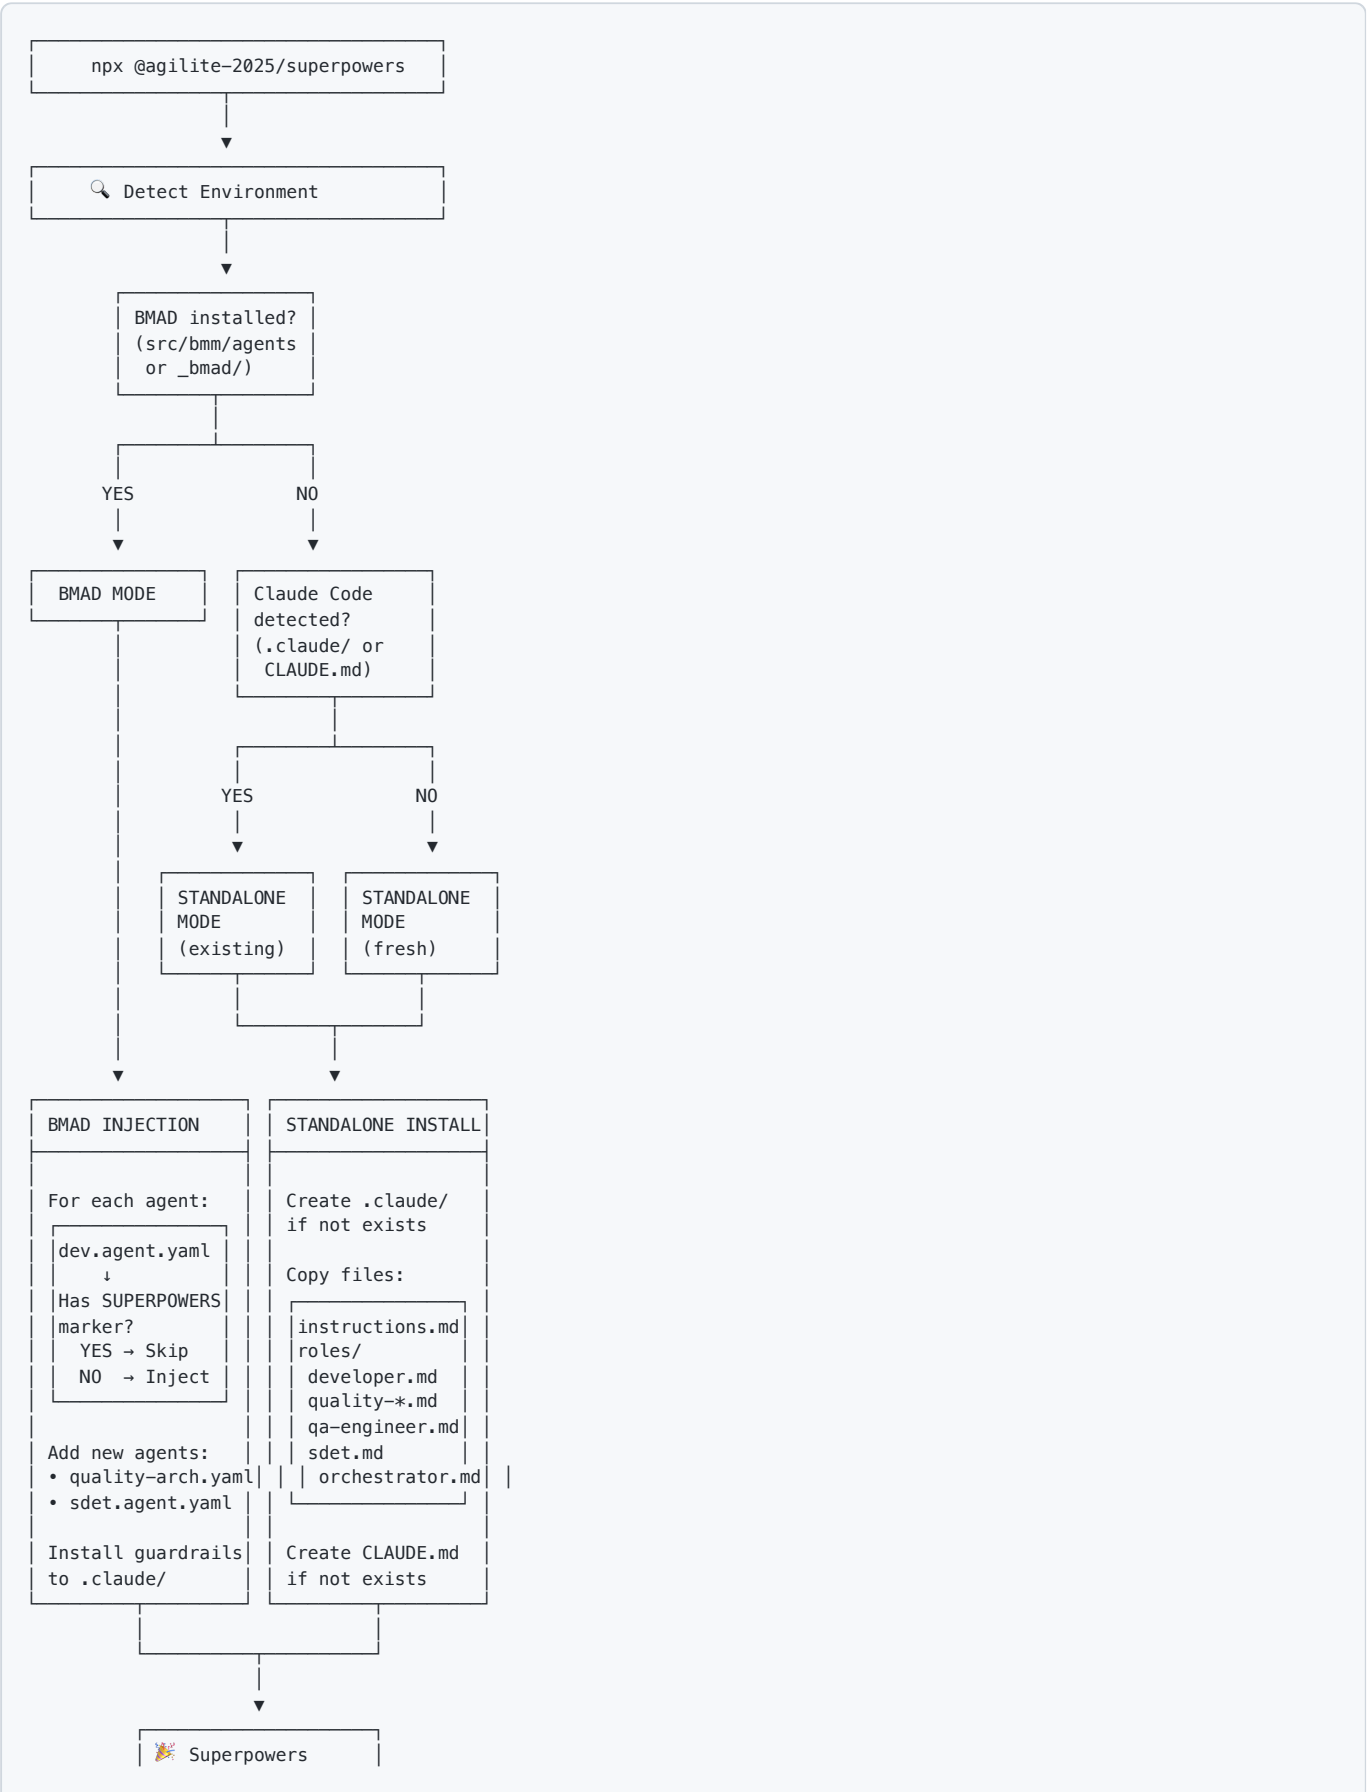 npx @agilite-2025/superpowers
🔍 Detect Environment
BMAD installed?
(src/bmm/agents
or _bmad/)
YES
NO
BMAD MODE
Claude Code
detected?
(.claude/ or
CLAUDE.md)
YES
NO
STANDALONE
MODE
(existing)
STANDALONE
MODE
(fresh)
BMAD INJECTION
For each agent:
dev.agent.yaml
↓
Has SUPERPOWERS
marker?
YES → Skip
NO → Inject
Add new agents:
• quality-arch.yaml
• sdet.agent.yaml
Install guardrails
to .claude/
STANDALONE INSTALL
Create .claude/
if not exists
Copy files:
instructions.md
roles/
developer.md
quality-*.md
qa-engineer.md
sdet.md
orchestrator.md
Create CLAUDE.md
if not exists
🎉 Superpowers